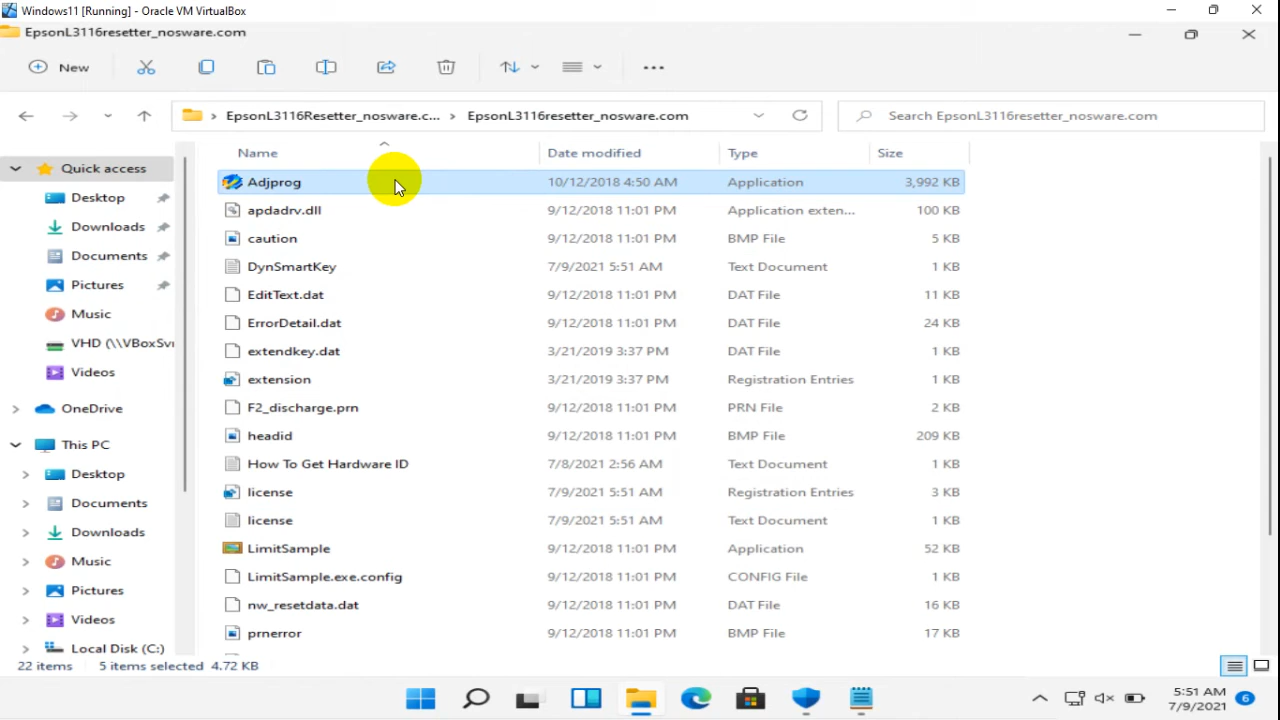 Windows11 [Running] - Oracle VM VirtualBox
EpsonL3116resetter_nosware.com
New
EpsonL3116Resetter_nosware.c... > EpsonL3116resetter_nosware.com
Search EpsonL3116resetter_nosware.com
Name Date modified Type Size
Quick access
Desktop
Downloads
Documents
Pictures
Music
VHD (\\VBoxSvr
Videos
OneDrive
This PC
Desktop
Documents
Downloads
Music
Pictures
Videos
Local Disk (C:)
Adjprog 10/12/2018 4:50 AM Application 3,992 KB
apdadrv.dll 9/12/2018 11:01 PM Application exten... 100 KB
caution 9/12/2018 11:01 PM BMP File 5 KB
DynSmartKey 7/9/2021 5:51 AM Text Document 1 KB
EditText.dat 9/12/2018 11:01 PM DAT File 11 KB
ErrorDetail.dat 9/12/2018 11:01 PM DAT File 24 KB
extendkey.dat 3/21/2019 3:37 PM DAT File 1 KB
extension 3/21/2019 3:37 PM Registration Entries 1 KB
F2_discharge.prn 9/12/2018 11:01 PM PRN File 2 KB
headid 9/12/2018 11:01 PM BMP File 209 KB
How To Get Hardware ID 7/8/2021 2:56 AM Text Document 1 KB
license 7/9/2021 5:51 AM Registration Entries 3 KB
license 7/9/2021 5:51 AM Text Document 1 KB
LimitSample 9/12/2018 11:01 PM Application 52 KB
LimitSample.exe.config 9/12/2018 11:01 PM CONFIG File 1 KB
nw_resetdata.dat 9/12/2018 11:01 PM DAT File 16 KB
prnerror 9/12/2018 11:01 PM BMP File 17 KB
22 items 5 items selected 4.72 KB
5:51 AM
7/9/2021
6